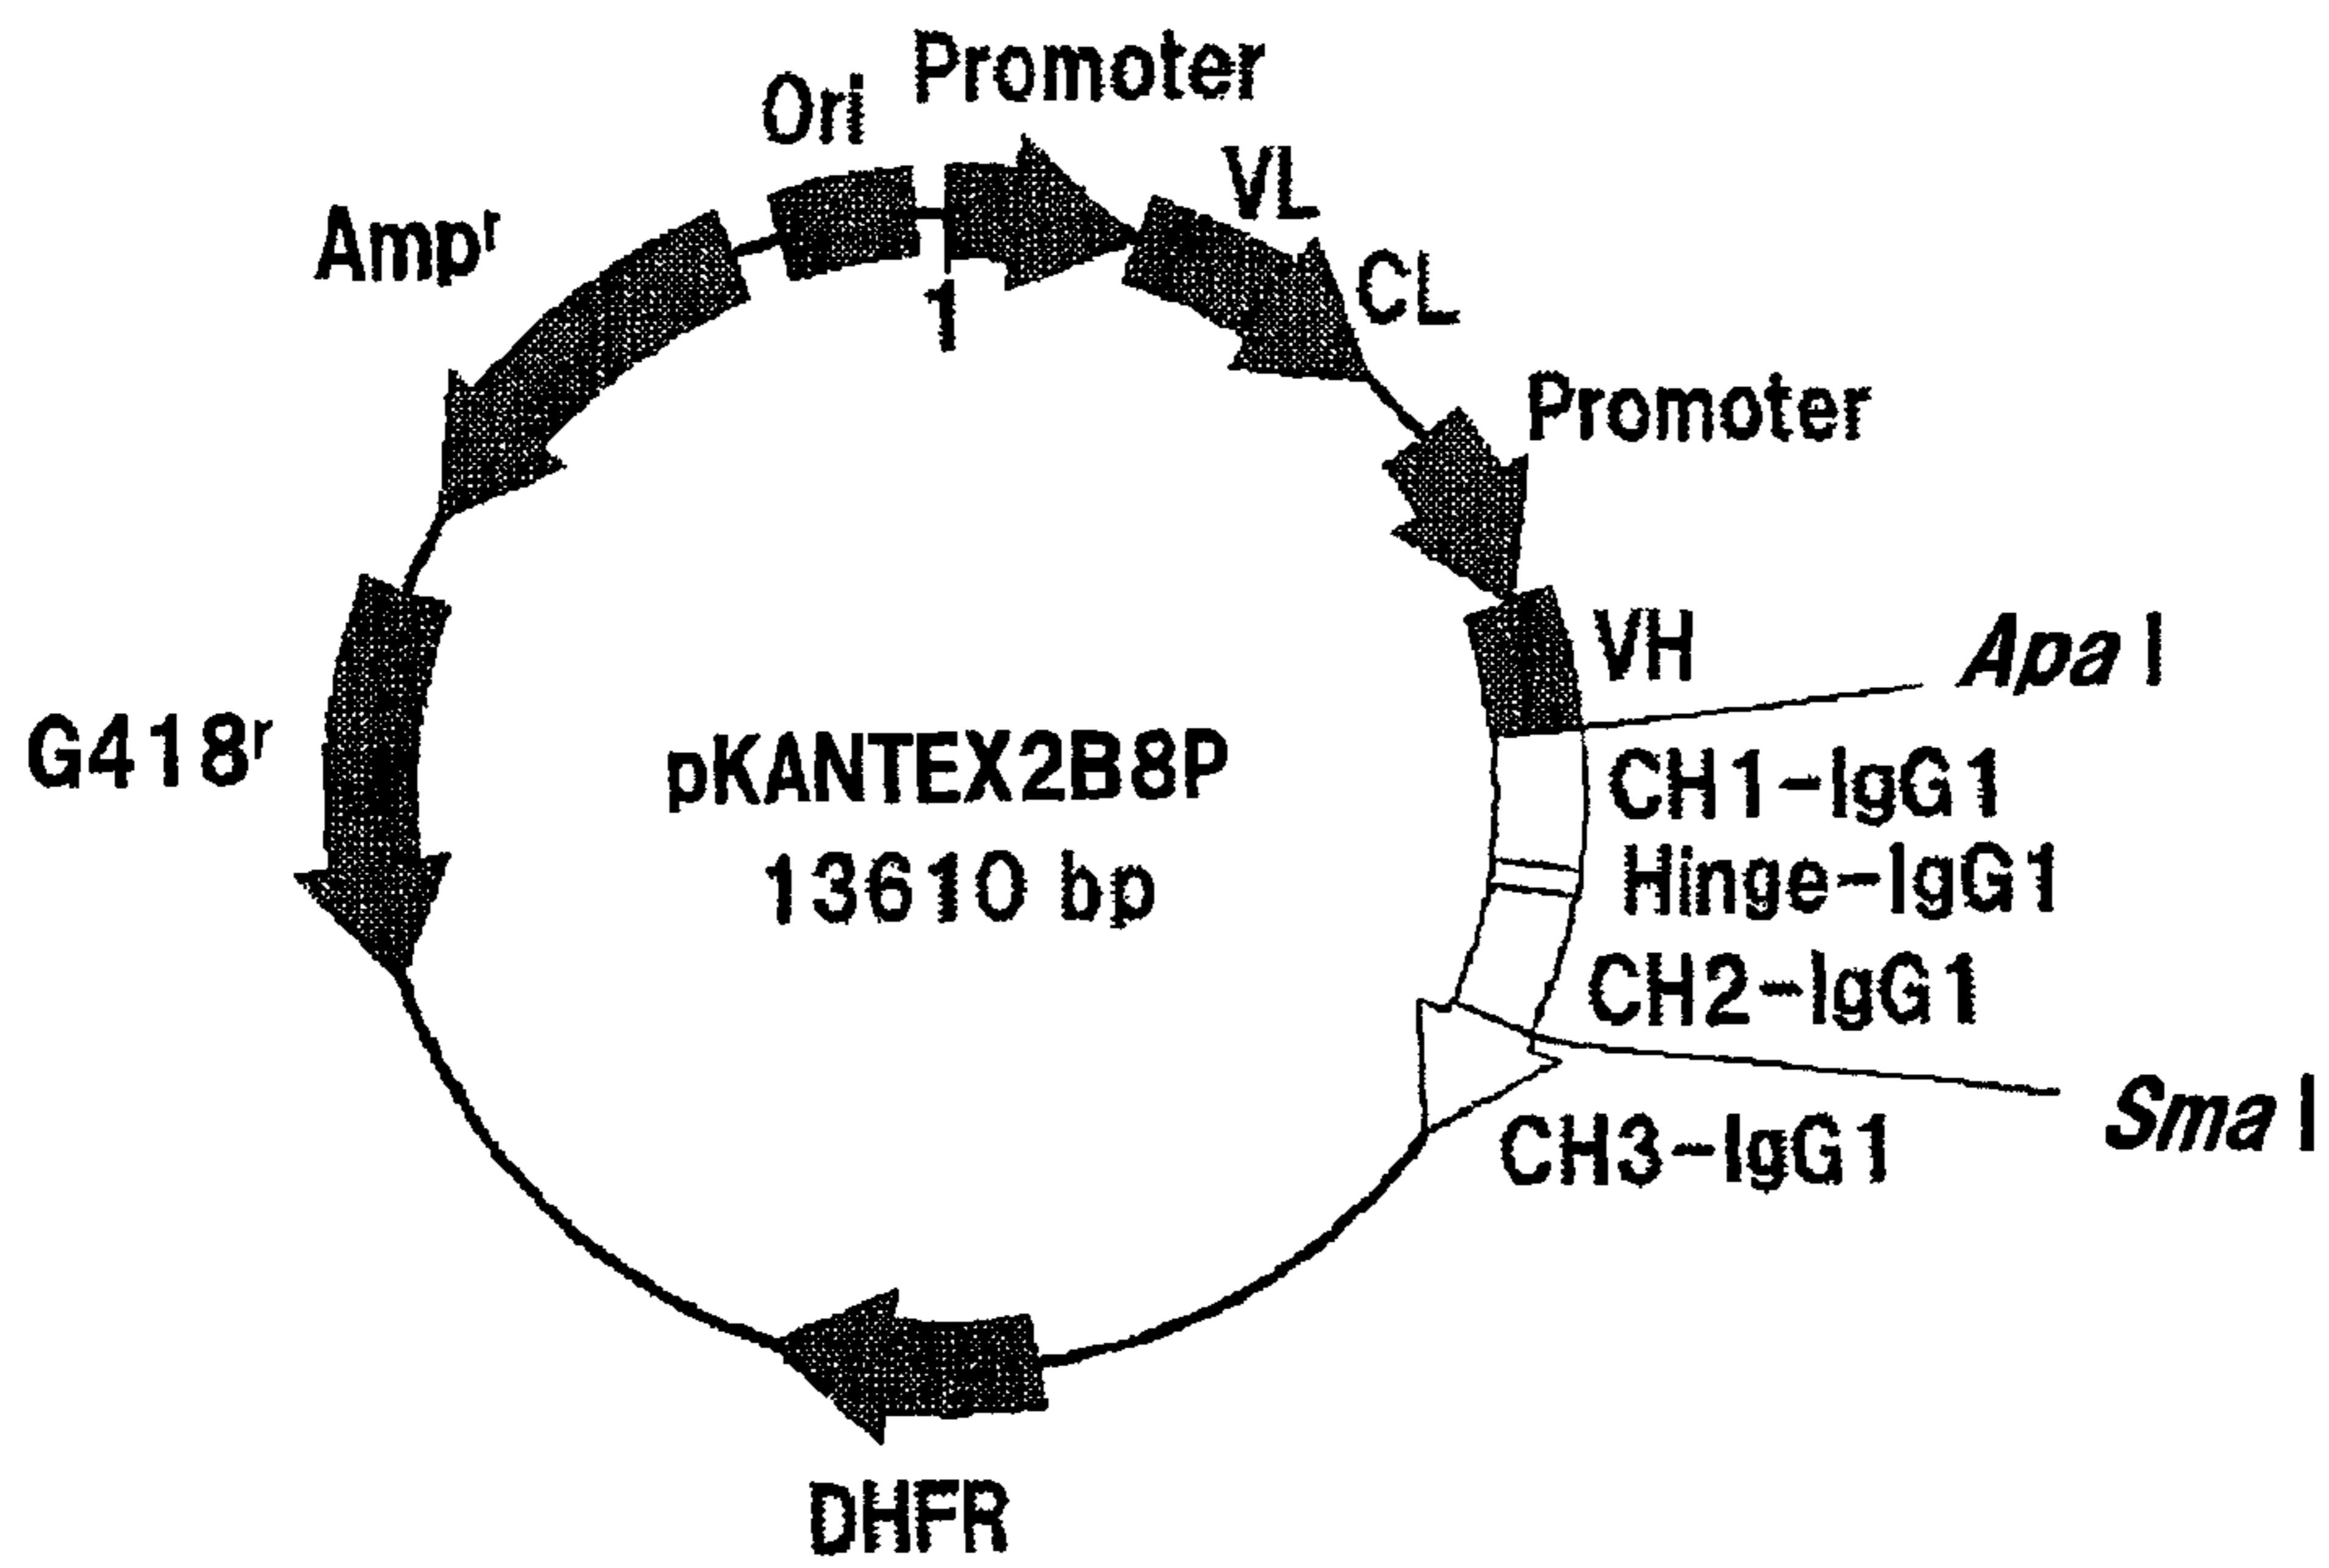 Promoter
Ori
VL
Ampʳ
CL
1
Promoter
VH
Apa I
G418ʳ
pKANTEX2B8P
13610 bp
CH1-IgG1
Hinge-IgG1
CH2-IgG1
Sma I
CH3-IgG1
DHFR